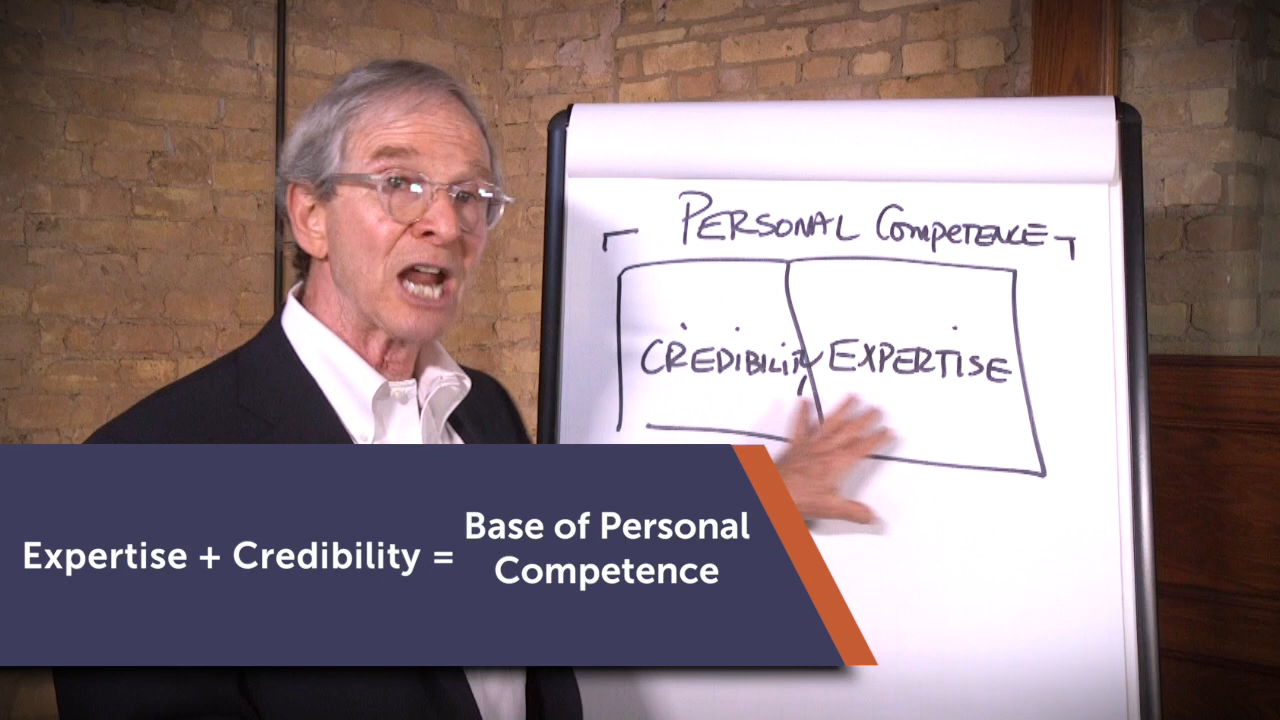 PERSONAL COMPETENCE
CREDIBILITY EXPERTISE
Expertise + Credibility = Base of Personal
Competence